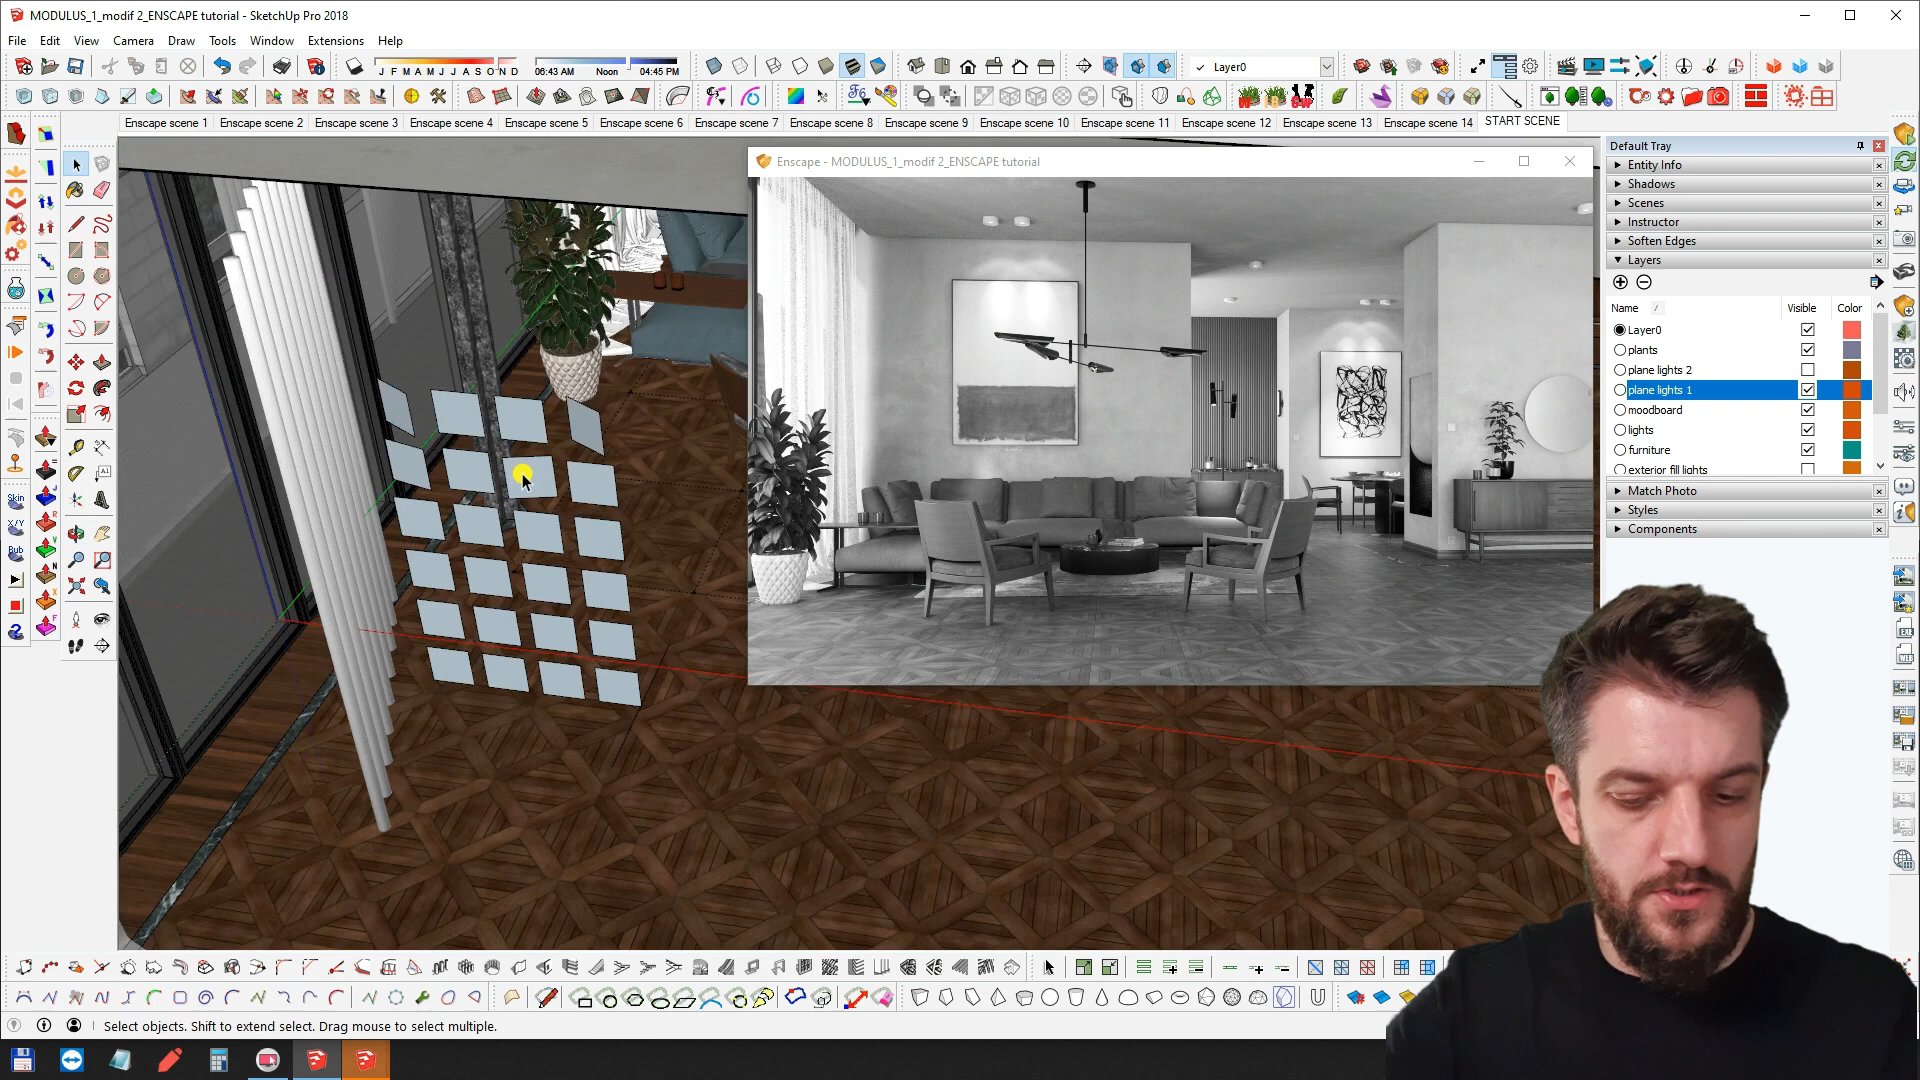 MODULUS_1_modif 2_ENSCAPE tutorial - SketchUp Pro 2018
File Edit View Camera Draw Tools Window Extensions Help
J F M A M J J A S O N D 06:43 AM Noon 04:45 PM Layer0
Enscape scene 1 Enscape scene 2 Enscape scene 3 Enscape scene 4 Enscape scene 5 Enscape scene 6 Enscape scene 7 Enscape scene 8 Enscape scene 9 Enscape scene 10 Enscape scene 11 Enscape scene 12 Enscape scene 13 Enscape scene 14 START SCENE
Default Tray
Enscape - MODULUS_1_modif 2_ENSCAPE tutorial
Entity Info
Shadows
Scenes
Instructor
Soften Edges
Layers
Name Visible Color
Layer0
plants
plane lights 2
plane lights 1
moodboard
lights
furniture
exterior fill lights
Match Photo
Styles
Components
Skin
X/Y
Bub
Select objects. Shift to extend select. Drag mouse to select multiple.